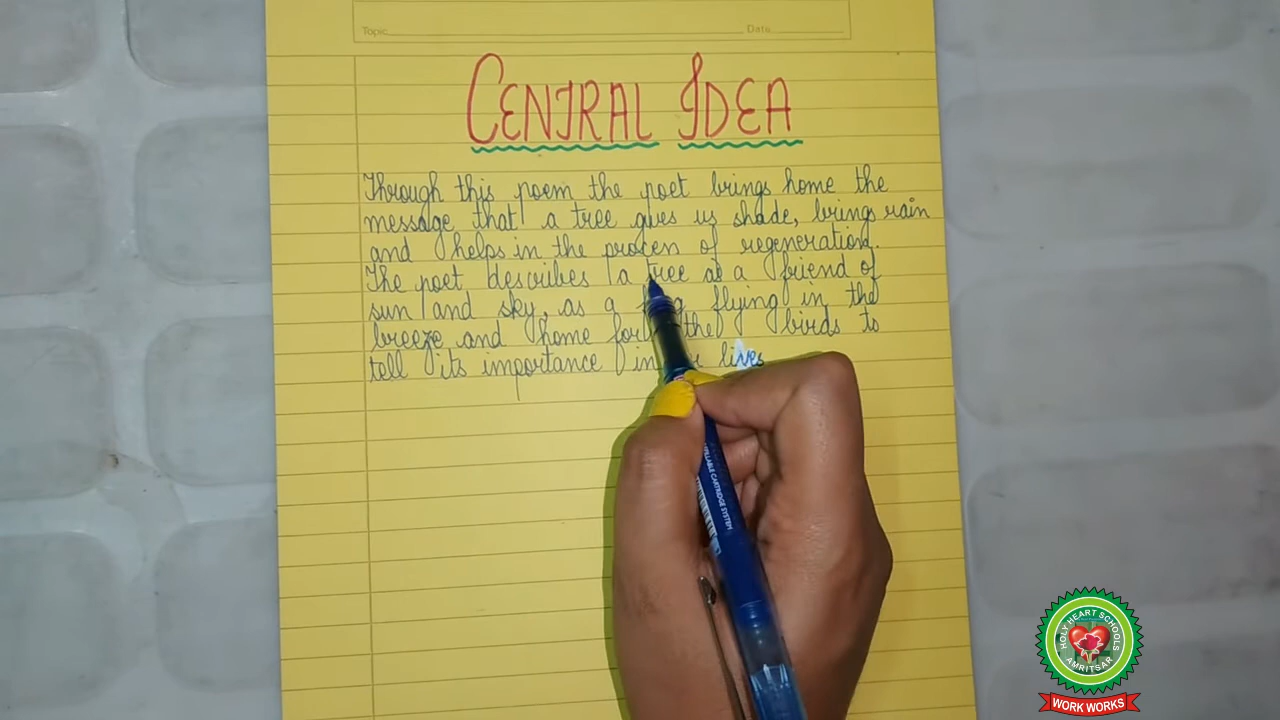 Topic
Date
CENTRAL IDEA
Through this poem the poet brings home the
message that a tree gives us shade, brings rain
and helps in the process of regeneration.
The poet describes a tree as a friend of
sun and sky, as a flying in the
breeze and home for the birds to
tell its importance in lives
CARTRIDGE SYSTEM
HOLY HEART SCHOOLS
AMRITSAR
WORK WORKS